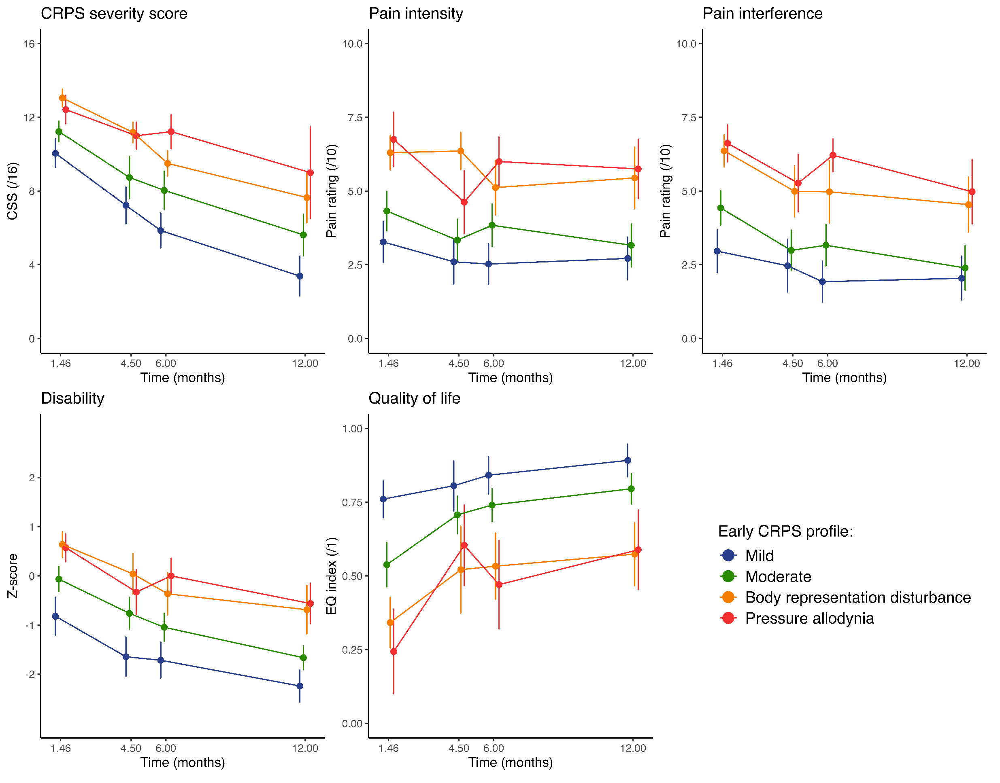 CRPS severity score
CSS (/16)
16
12
8
4
0
1.46 4.50 6.00 12.00
Time (months)
Pain intensity
Pain rating (/10)
10.0
7.5
5.0
2.5
0.0
1.46 4.50 6.00 12.00
Time (months)
Pain interference
Pain rating (/10)
10.0
7.5
5.0
2.5
0.0
1.46 4.50 6.00 12.00
Time (months)
Disability
Z-score
2
1
0
-1
-2
1.46 4.50 6.00 12.00
Time (months)
Quality of life
EQ index (/1)
1.00
0.75
0.50
0.25
0.00
1.46 4.50 6.00 12.00
Time (months)
Early CRPS profile:
Mild
Moderate
Body representation disturbance
Pressure allodynia